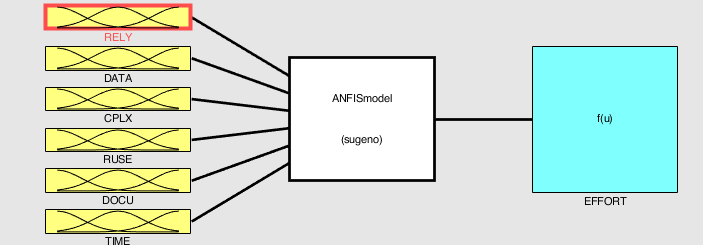 RELY
DATA
CPLX
RUSE
DOCU
TIME
ANFISmodel
(sugeno)
f(u)
EFFORT